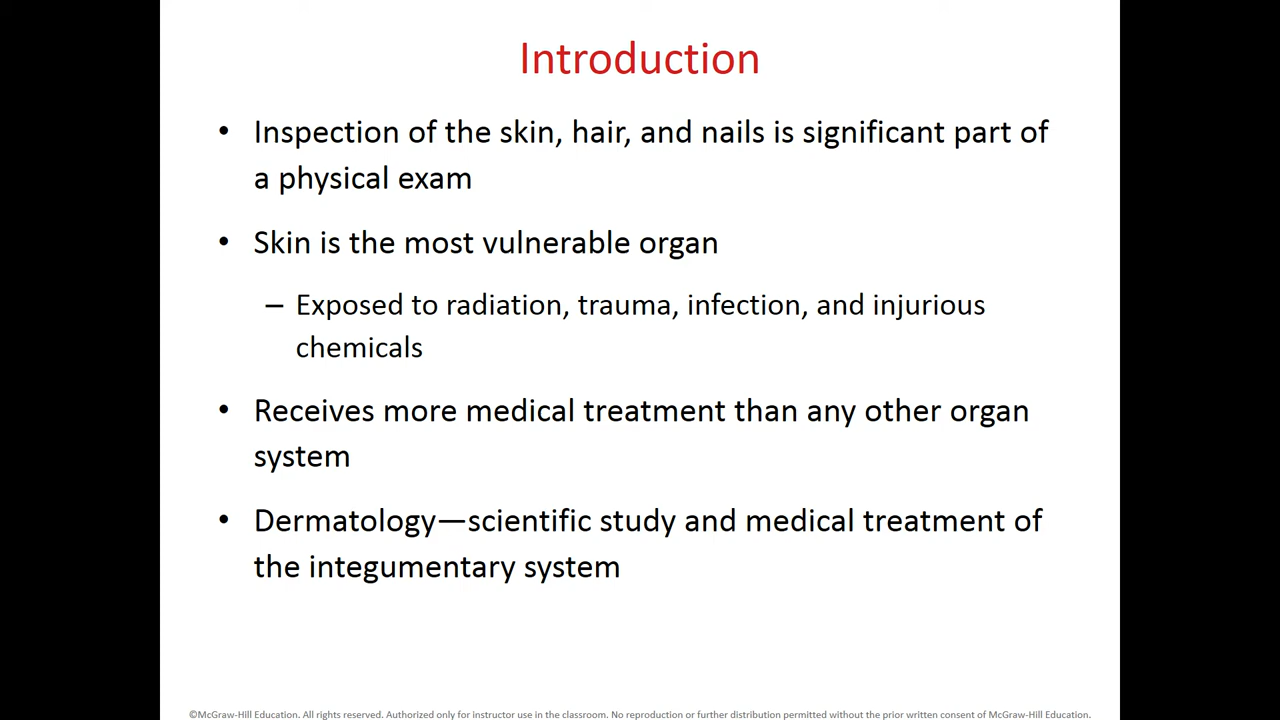 Introduction
• Inspection of the skin, hair, and nails is significant part of
a physical exam
• Skin is the most vulnerable organ
– Exposed to radiation, trauma, infection, and injurious
chemicals
• Receives more medical treatment than any other organ
system
• Dermatology—scientific study and medical treatment of
the integumentary system
©McGraw-Hill Education. All rights reserved. Authorized only for instructor use in the classroom. No reproduction or further distribution permitted without the prior written consent of McGraw-Hill Education.